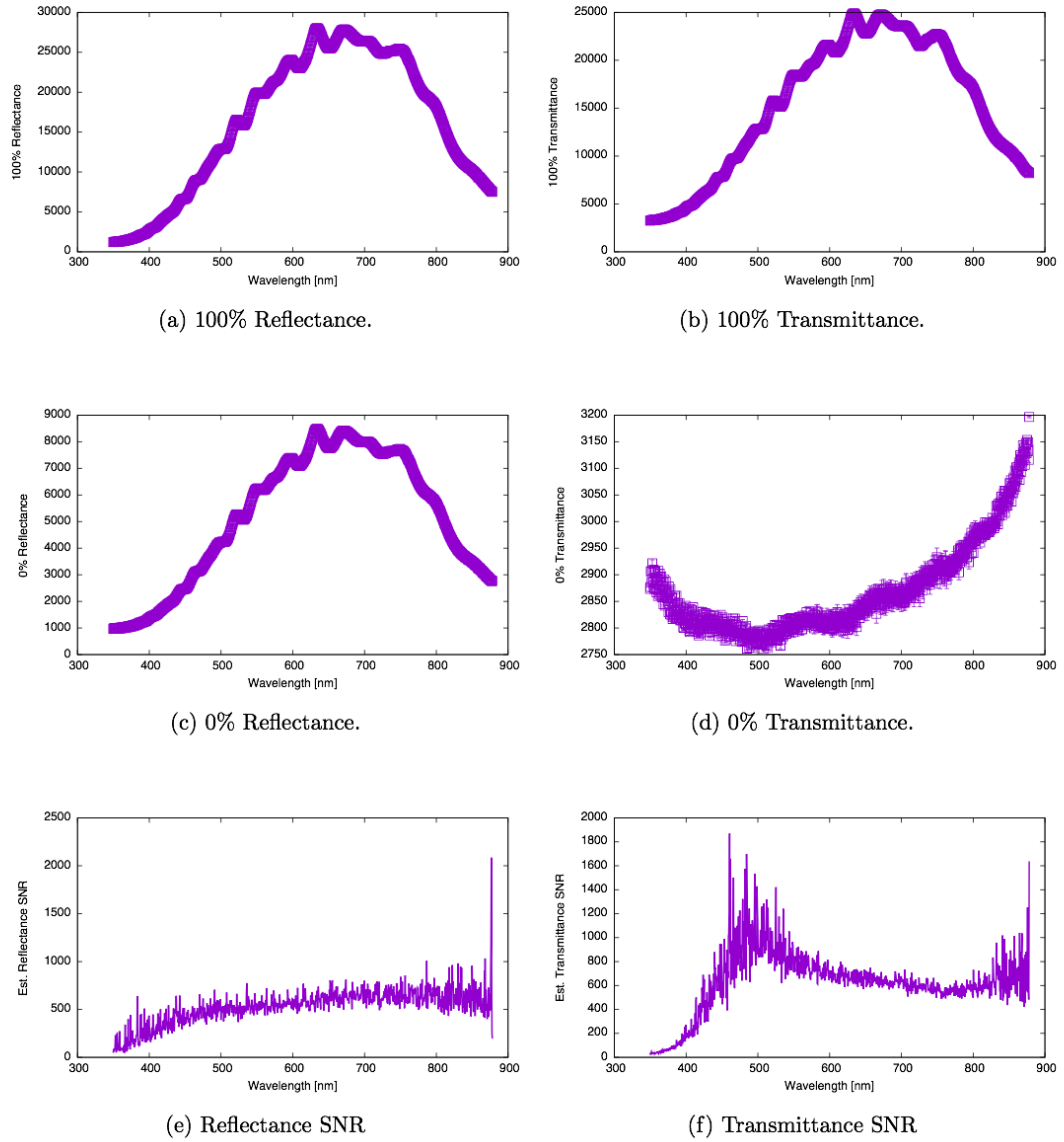 30000
25000
20000
15000
10000
5000
0
100% Reflectance
300 400 500 600 700 800 900
Wavelength [nm]
(a) 100% Reflectance.
25000
20000
15000
10000
5000
0
100% Transmittance
300 400 500 600 700 800 900
Wavelength [nm]
(b) 100% Transmittance.
9000
8000
7000
6000
5000
4000
3000
2000
1000
0
0% Reflectance
300 400 500 600 700 800 900
Wavelength [nm]
(c) 0% Reflectance.
3200
3150
3100
3050
3000
2950
2900
2850
2800
2750
0% Transmittance
300 400 500 600 700 800 900
Wavelength [nm]
(d) 0% Transmittance.
2500
2000
1500
1000
500
0
Est. Reflectance SNR
300 400 500 600 700 800 900
Wavelength [nm]
(e) Reflectance SNR
2000
1800
1600
1400
1200
1000
800
600
400
200
0
Est. Transmittance SNR
300 400 500 600 700 800 900
Wavelength [nm]
(f) Transmittance SNR